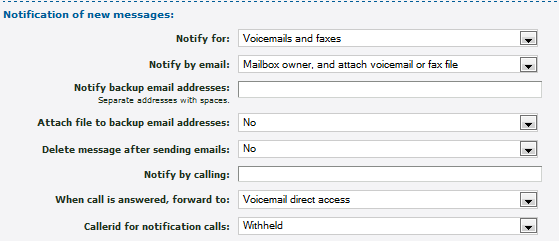 Notification of new messages:
Notify for: Voicemails and faxes
Notify by email: Mailbox owner, and attach voicemail or fax file
Notify backup email addresses:
Separate addresses with spaces.
Attach file to backup email addresses: No
Delete message after sending emails: No
Notify by calling:
When call is answered, forward to: Voicemail direct access
Callerid for notification calls: Withheld